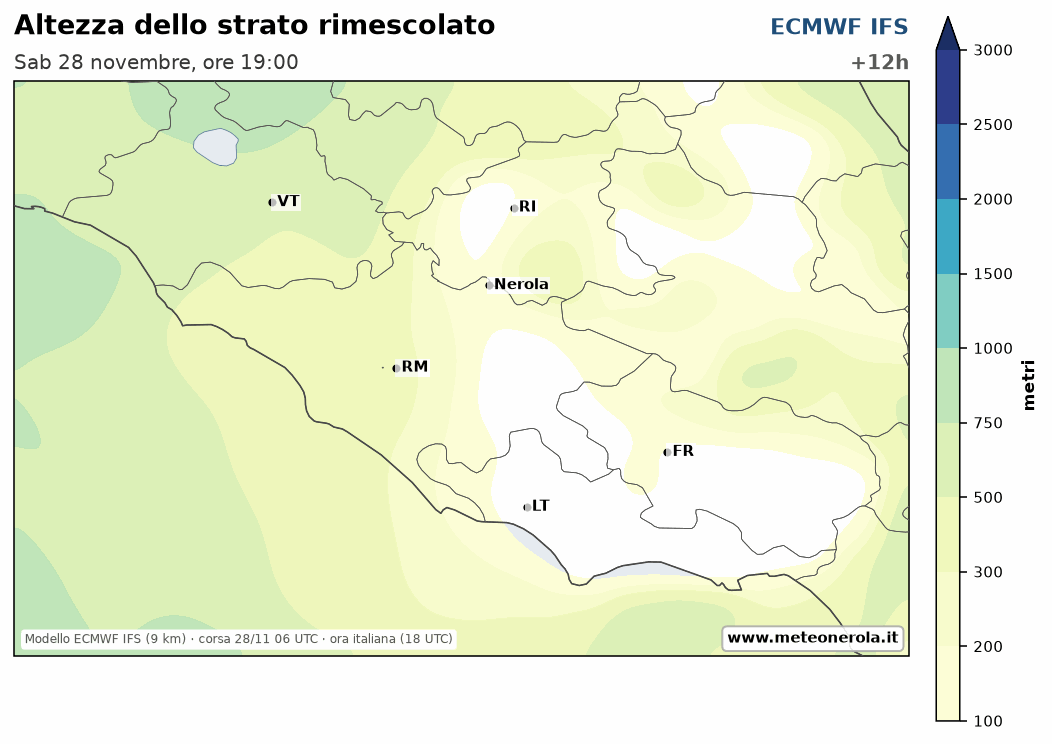 Altezza dello strato rimescolato
ECMWF IFS
Sab 28 novembre, ore 19:00
+12h
VT
RI
Nerola
RM
FR
LT
Modello ECMWF IFS (9 km) · corsa 28/11 06 UTC · ora italiana (18 UTC)
www.meteonerola.it
3000
2500
2000
1500
1000
750
500
300
200
100
metri